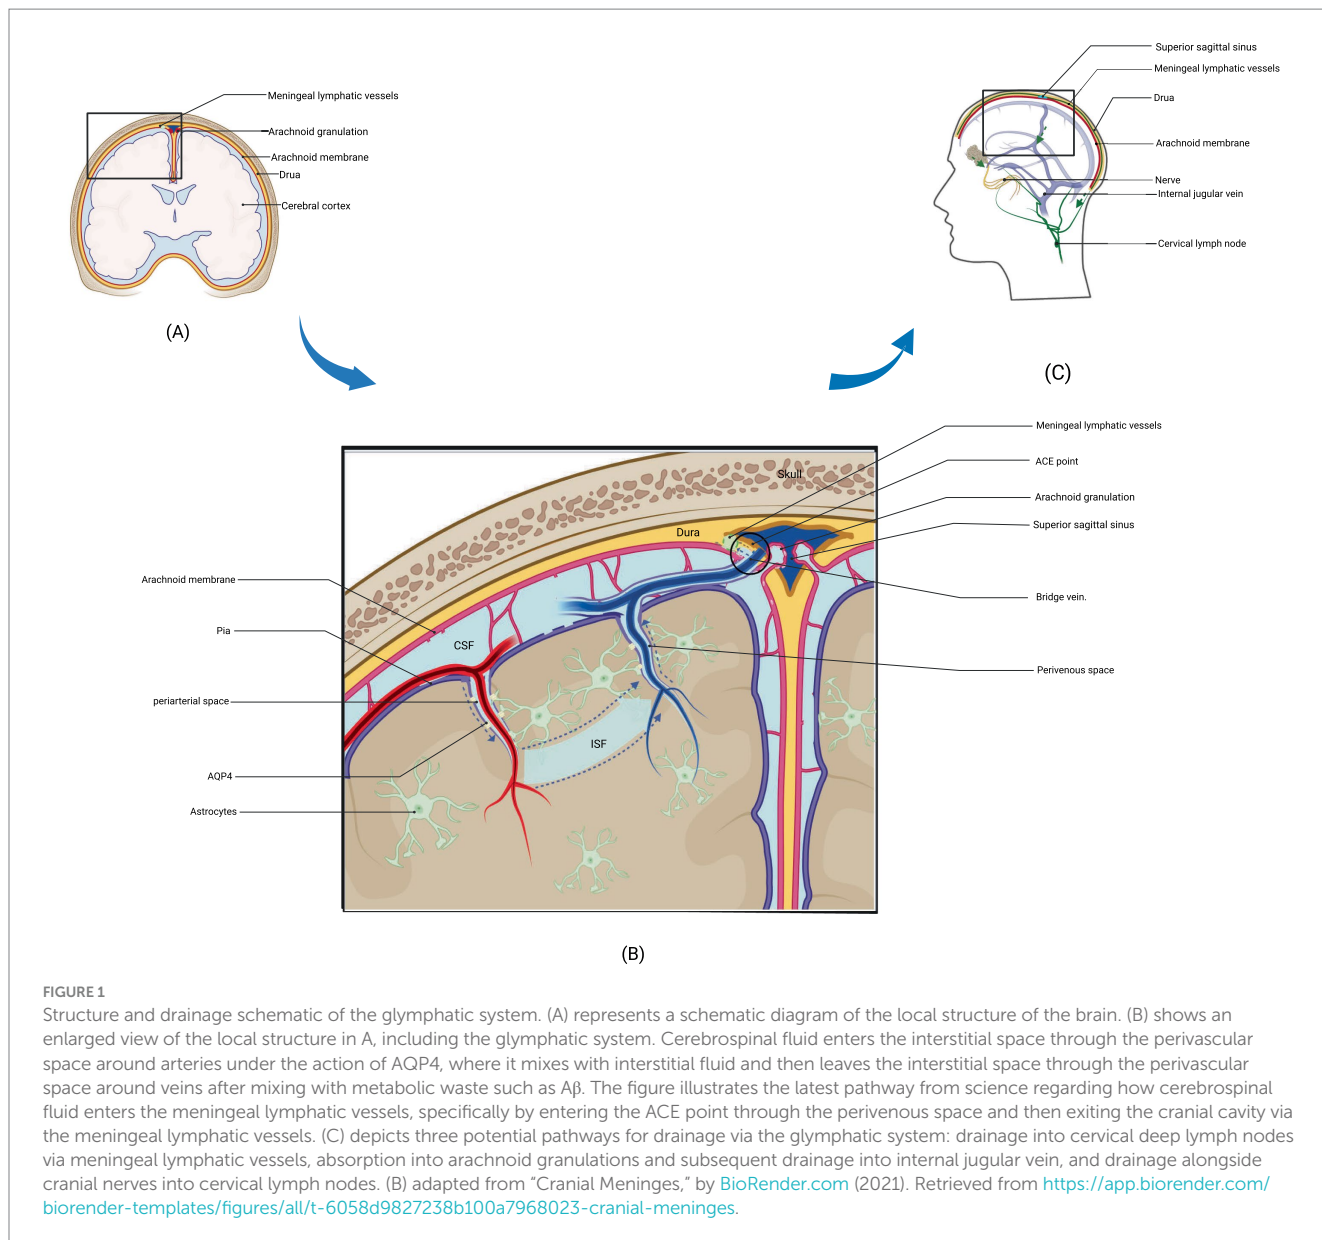 Meningeal lymphatic vessels
Arachnoid granulation
Arachnoid membrane
Drua
Cerebral cortex
(A)
Superior sagittal sinus
Meningeal lymphatic vessels
Drua
Arachnoid membrane
Nerve
Internal jugular vein
Cervical lymph node
(C)
Meningeal lymphatic vessels
ACE point
Arachnoid granulation
Superior sagittal sinus
Bridge vein.
Perivenous space
Skull
Dura
CSF
ISF
Arachnoid membrane
Pia
periarterial space
AQP4
Astrocytes
(B)
FIGURE 1
Structure and drainage schematic of the glymphatic system. (A) represents a schematic diagram of the local structure of the brain. (B) shows an
enlarged view of the local structure in A, including the glymphatic system. Cerebrospinal fluid enters the interstitial space through the perivascular
space around arteries under the action of AQP4, where it mixes with interstitial fluid and then leaves the interstitial space through the perivascular
space around veins after mixing with metabolic waste such as Aβ. The figure illustrates the latest pathway from science regarding how cerebrospinal
fluid enters the meningeal lymphatic vessels, specifically by entering the ACE point through the perivenous space and then exiting the cranial cavity via
the meningeal lymphatic vessels. (C) depicts three potential pathways for drainage via the glymphatic system: drainage into cervical deep lymph nodes
via meningeal lymphatic vessels, absorption into arachnoid granulations and subsequent drainage into internal jugular vein, and drainage alongside
cranial nerves into cervical lymph nodes. (B) adapted from “Cranial Meninges,” by BioRender.com (2021). Retrieved from https://app.biorender.com/
biorender-templates/figures/all/t-6058d9827238b100a7968023-cranial-meninges.